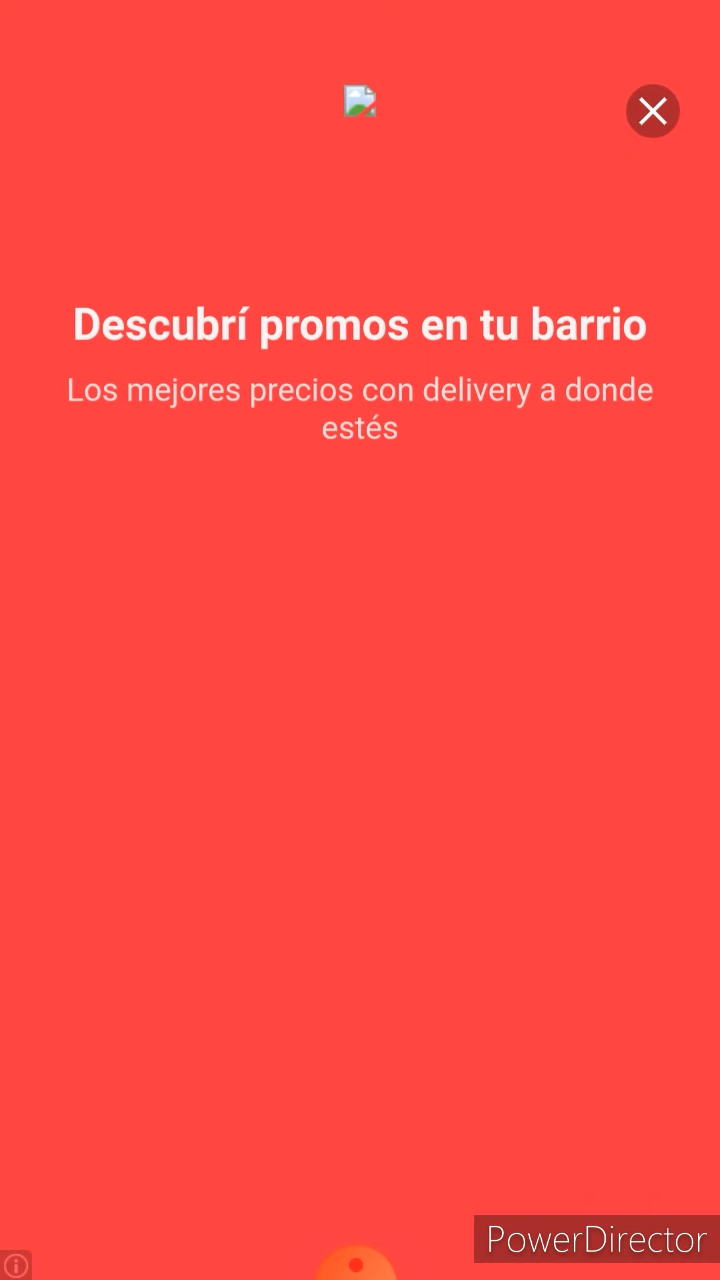 Descubrí promos en tu barrio
Los mejores precios con delivery a donde
estés
PowerDirector